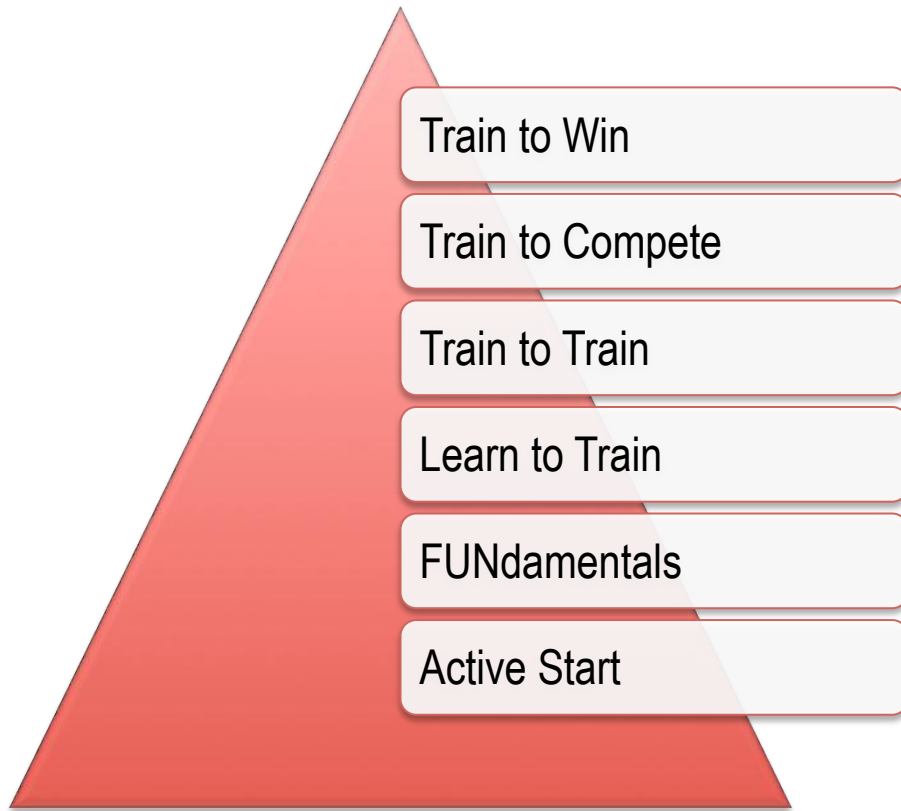 Train to Win
Train to Compete
Train to Train
Learn to Train
FUNdamentals
Active Start